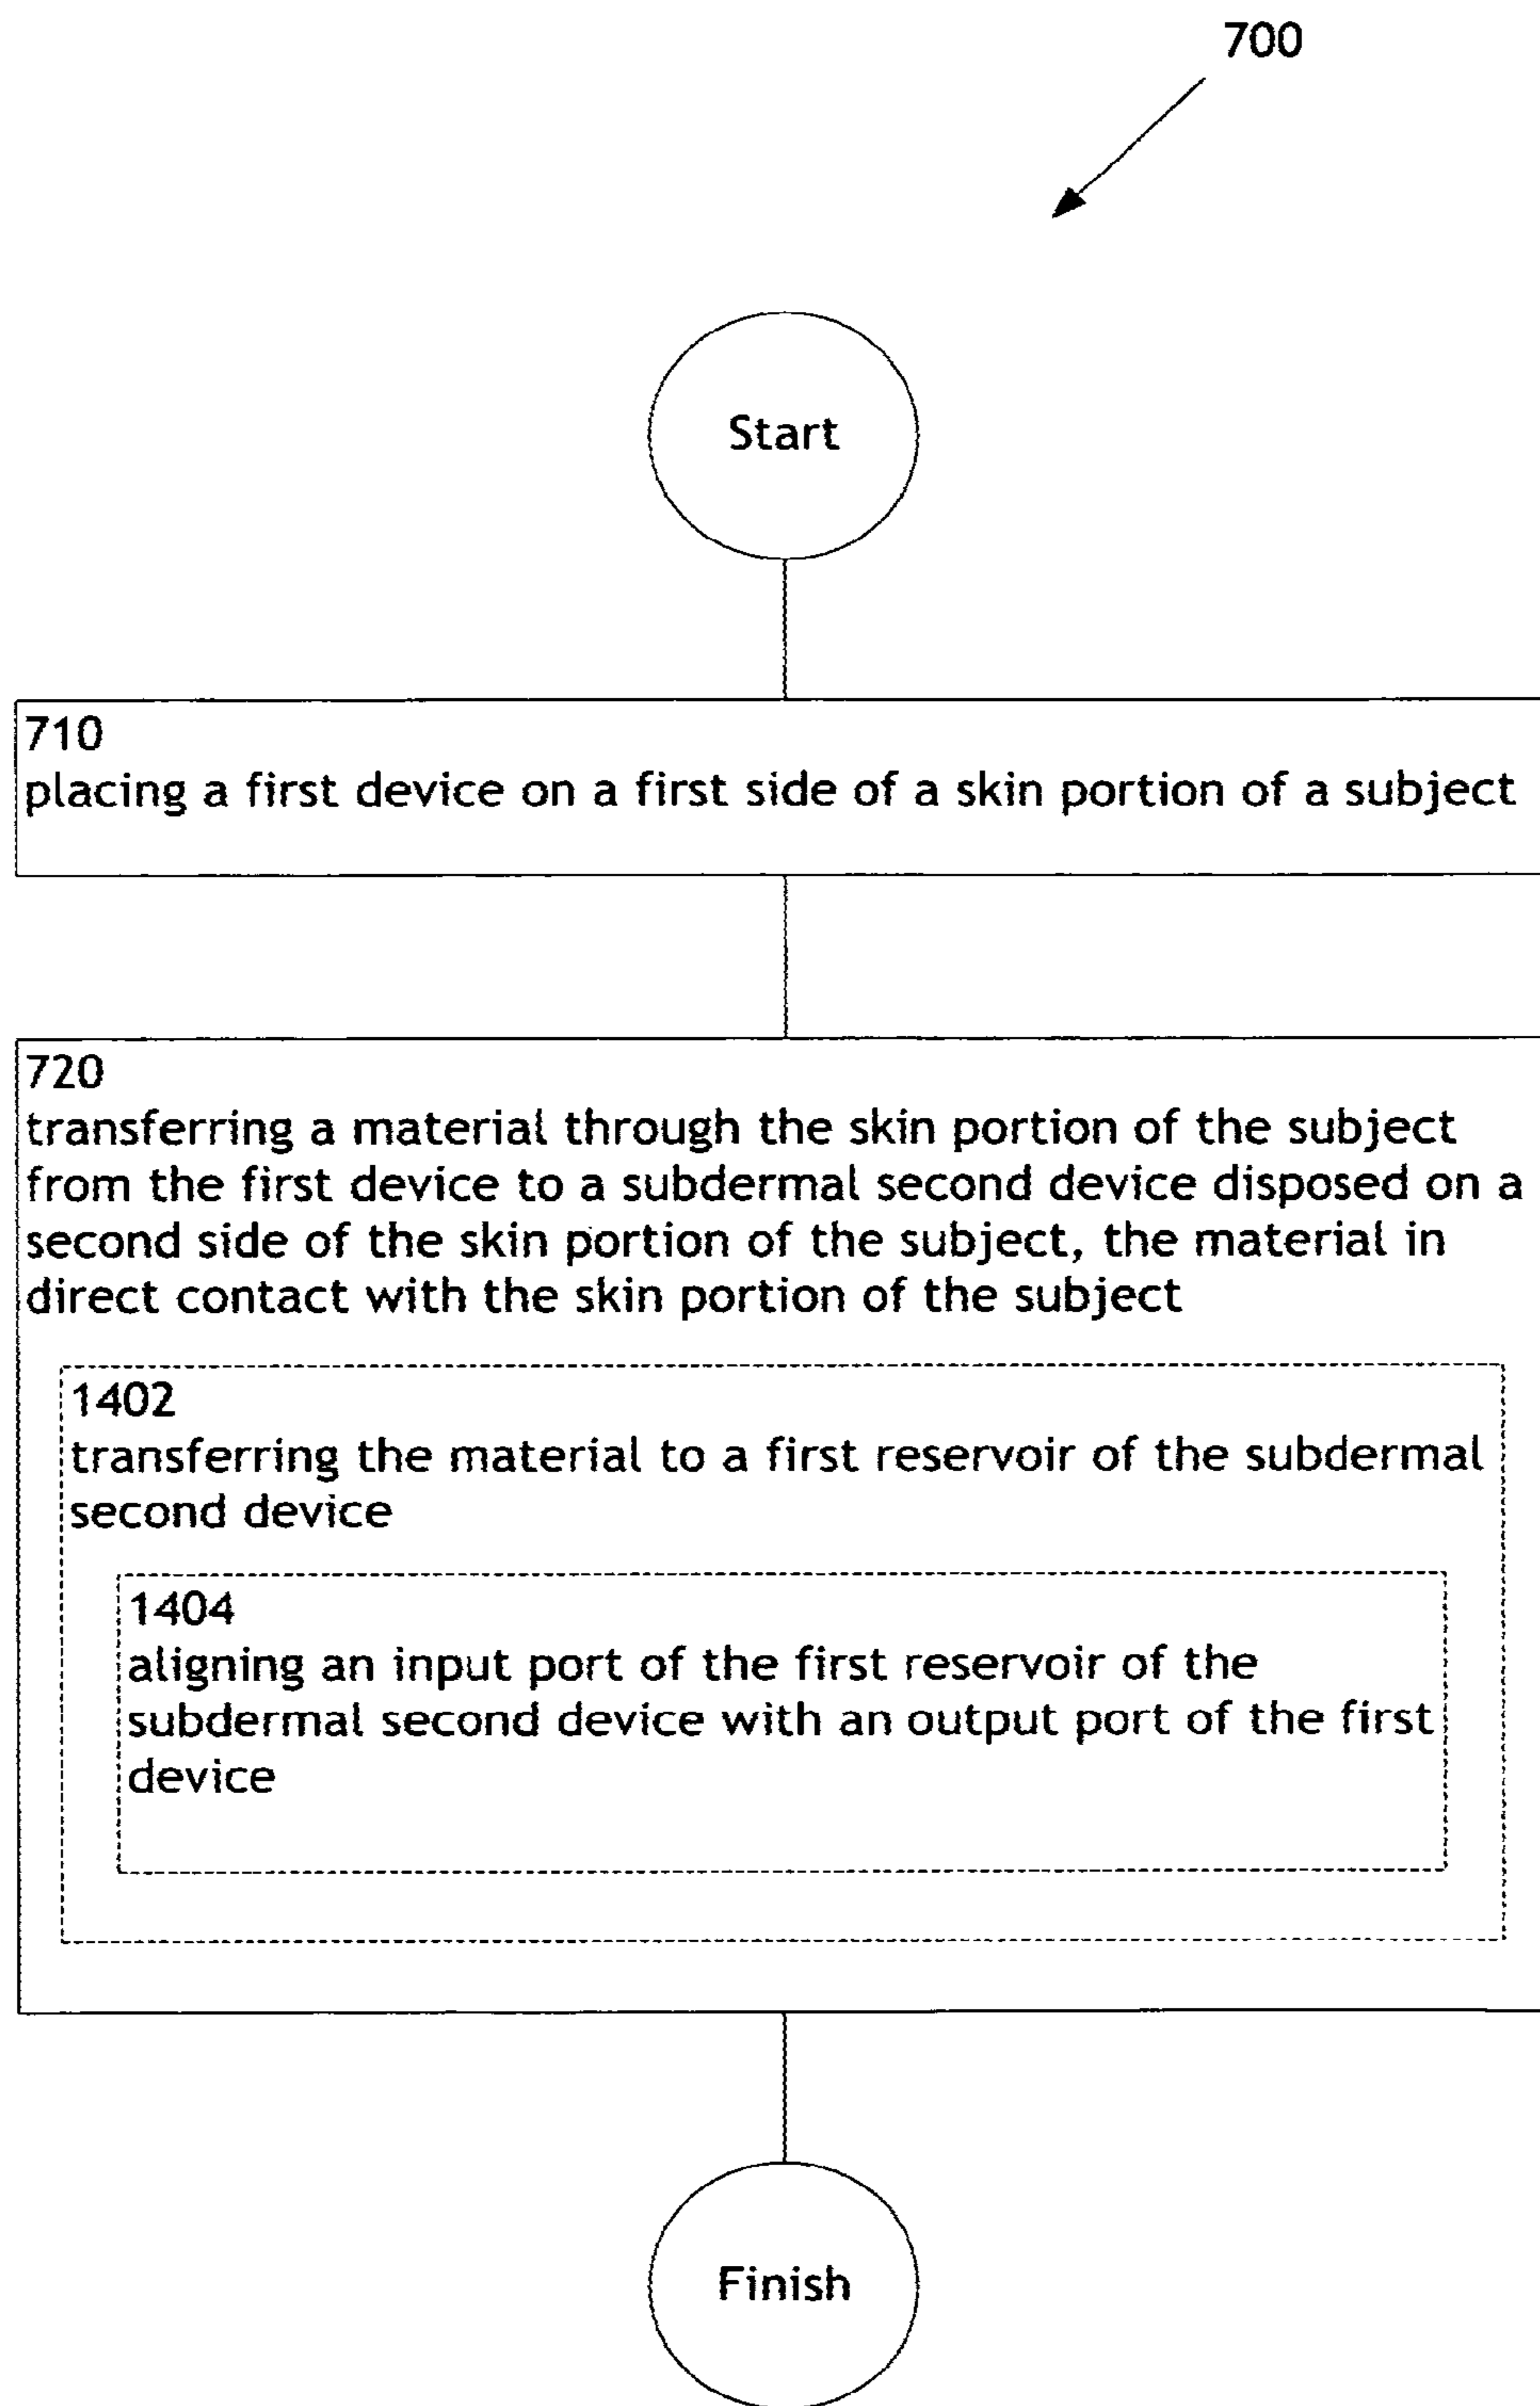 700
Start
710
placing a first device on a first side of a skin portion of a subject
720
transferring a material through the skin portion of the subject
from the first device to a subdermal second device disposed on a
second side of the skin portion of the subject, the material in
direct contact with the skin portion of the subject
1402
transferring the material to a first reservoir of the subdermal
second device
1404
aligning an input port of the first reservoir of the
subdermal second device with an output port of the first
device
Finish